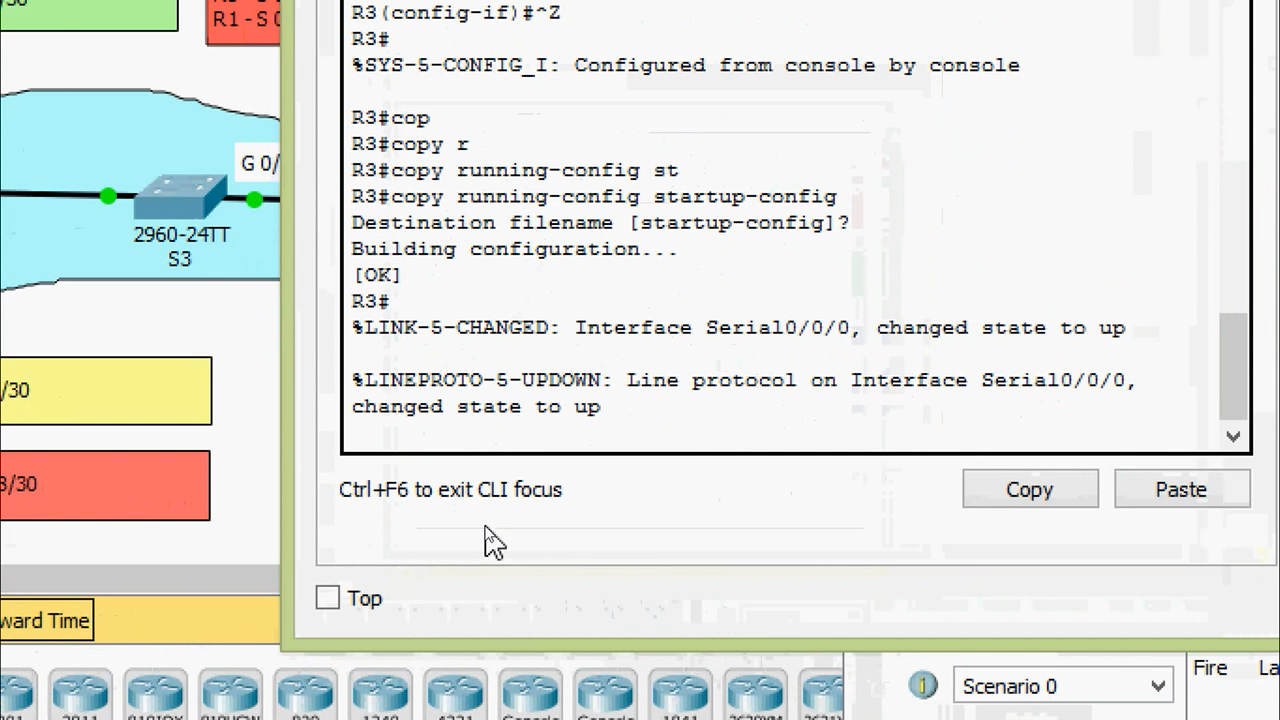 /30
R1 - S 0
R3(config-if)#^Z
R3#
%SYS-5-CONFIG_I: Configured from console by console
R3#cop
R3#copy r
R3#copy running-config st
R3#copy running-config startup-config
Destination filename [startup-config]?
Building configuration...
[OK]
R3#
%LINK-5-CHANGED: Interface Serial0/0/0, changed state to up
%LINEPROTO-5-UPDOWN: Line protocol on Interface Serial0/0/0,
changed state to up
G 0/
2960-24TT
S3
/30
/30
Ctrl+F6 to exit CLI focus
Copy
Paste
Top
ward Time
Scenario 0
Fire
La